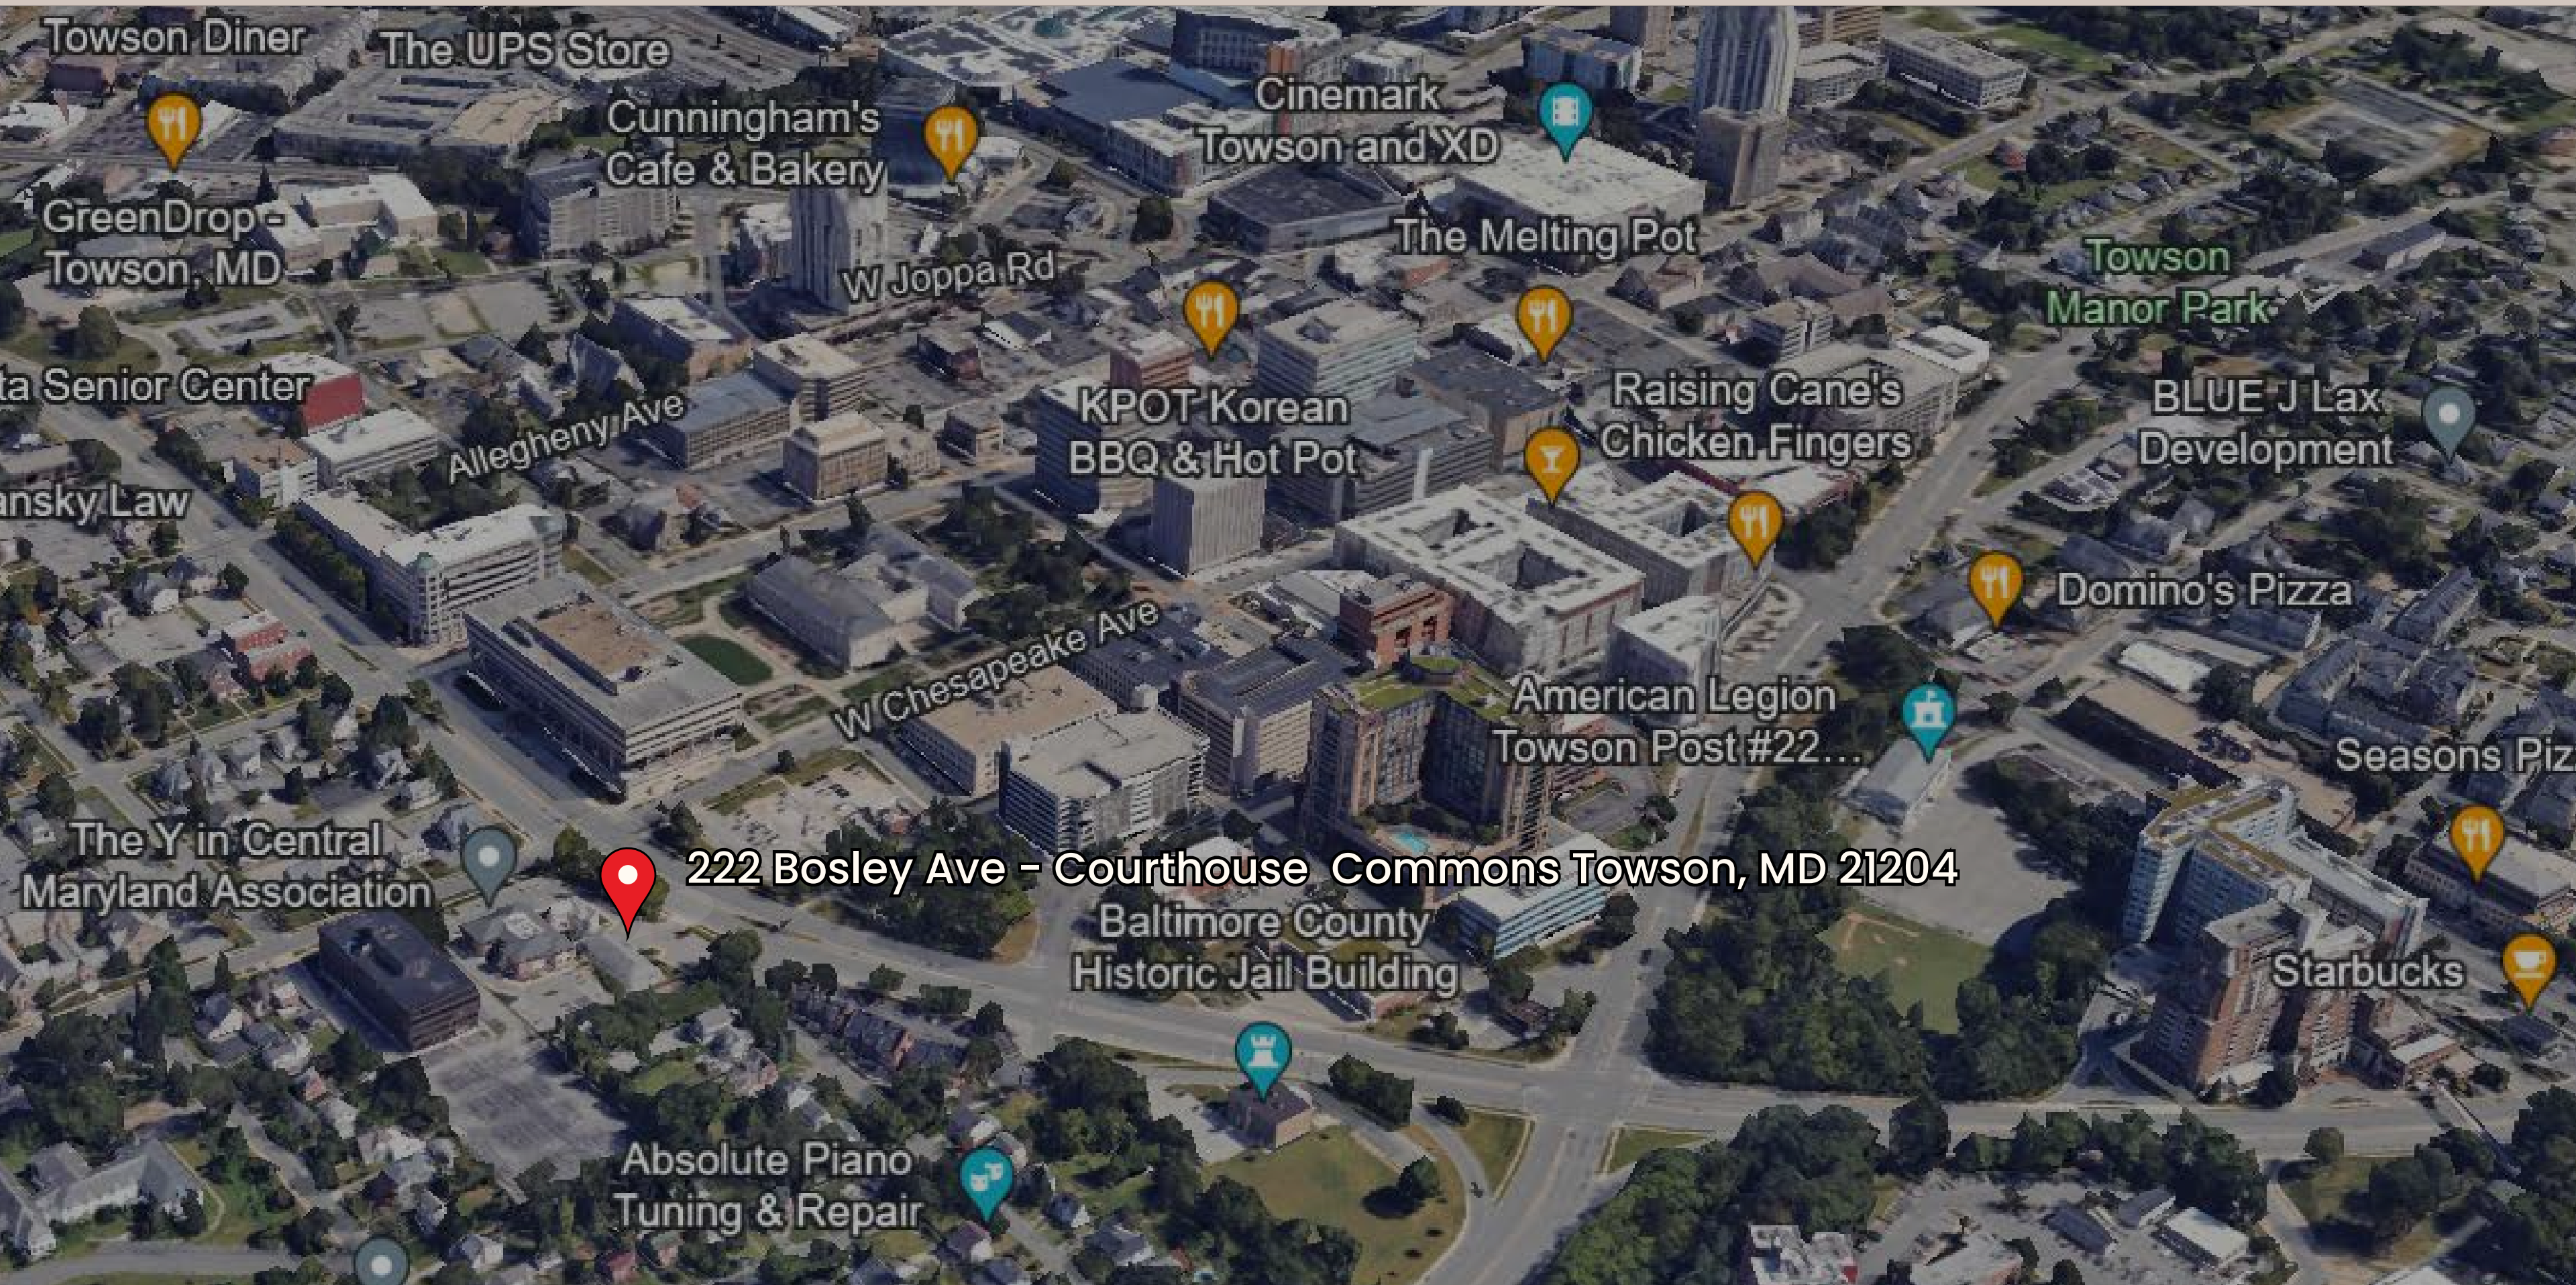 Towson Diner
The UPS Store
Cunningham's
Cafe & Bakery
Cinemark
Towson and XD
GreenDrop -
Towson, MD
The Melting Pot
W Joppa Rd
Towson
Manor Park
ta Senior Center
Allegheny Ave
KPOT Korean
BBQ & Hot Pot
Raising Cane's
Chicken Fingers
BLUE J Lax
Development
ansky Law
Domino's Pizza
W Chesapeake Ave
American Legion
Towson Post #22...
Seasons Piz
The Y in Central
Maryland Association
222 Bosley Ave - Courthouse Commons Towson, MD 21204
Baltimore County
Historic Jail Building
Starbucks
Absolute Piano
Tuning & Repair